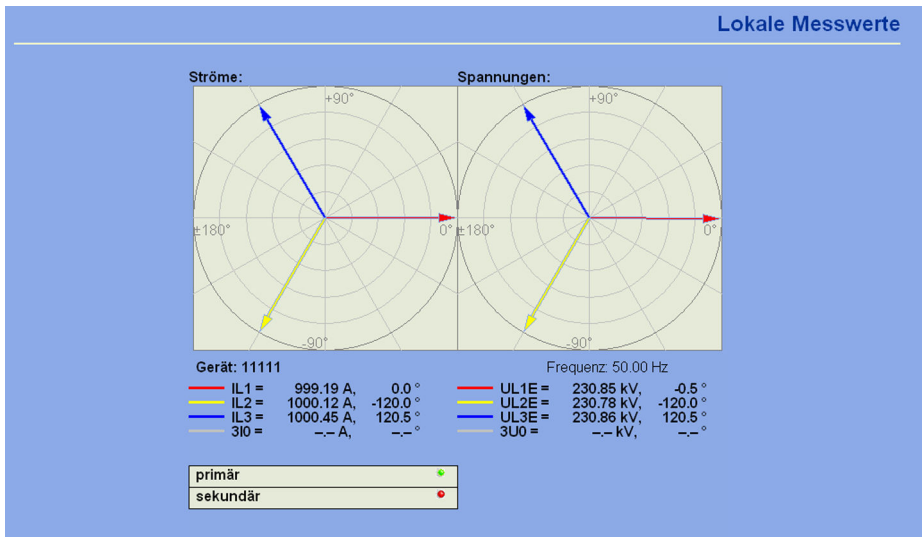 Lokale Messwerte
Ströme: Spannungen:
+90° +90°
±180° 0° ±180° 0°
-90° -90°
Gerät: 11111 Frequenz: 50.00 Hz
IL1 = 999.19 A, 0.0 ° UL1E = 230.85 kV, -0.5 °
IL2 = 1000.12 A, -120.0 ° UL2E = 230.78 kV, -120.0 °
IL3 = 1000.45 A, 120.5 ° UL3E = 230.86 kV, 120.5 °
3I0 = –.– A, –.– ° 3U0 = –.– kV, –.– °
primär
sekundär